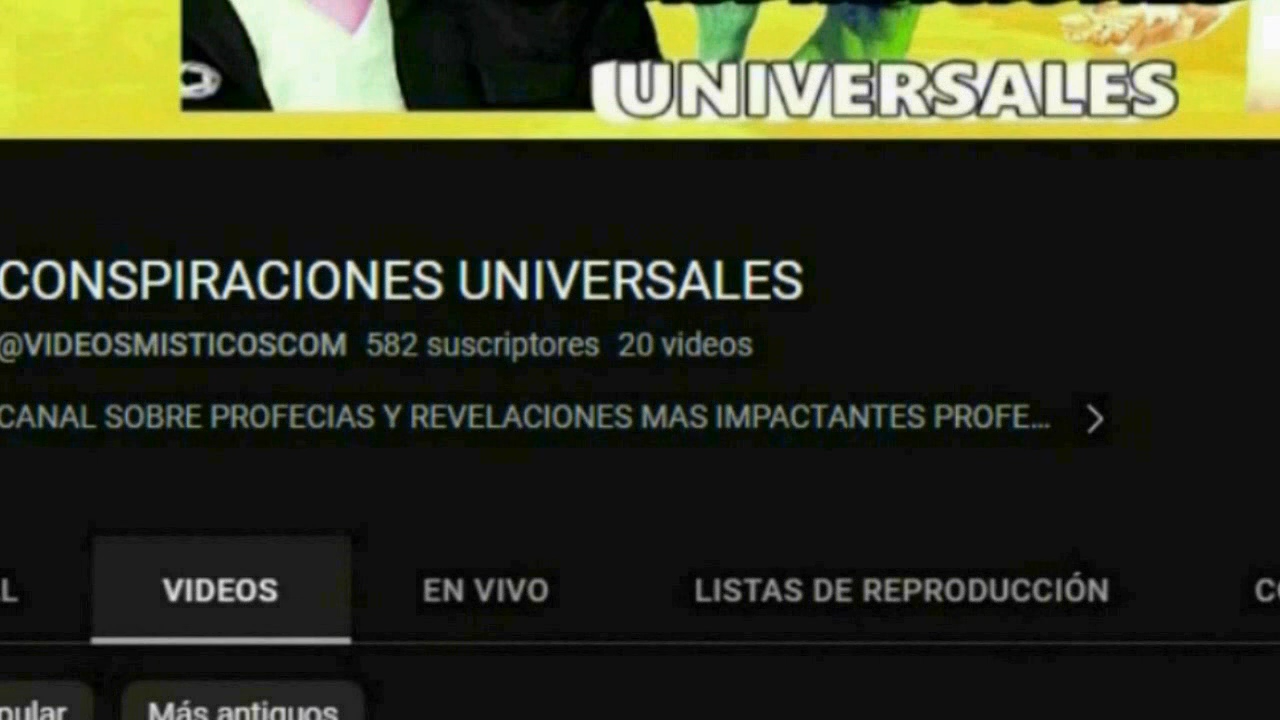 UNIVERSALES
CONSPIRACIONES UNIVERSALES
@VIDEOSMISTICOSCOM 582 suscriptores 20 videos
CANAL SOBRE PROFECIAS Y REVELACIONES MAS IMPACTANTES PROFE...
VIDEOS EN VIVO LISTAS DE REPRODUCCIÓN
Más antiguos